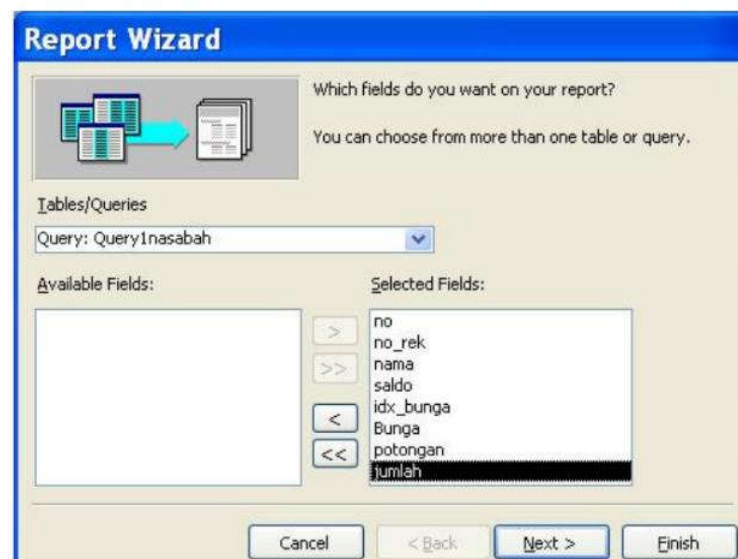 Report Wizard
Which fields do you want on your report?
You can choose from more than one table or query.
Tables/Queries
Query: Query1nasabah
Available Fields:
Selected Fields:
>
>>
<
<<
no
no_rek
nama
saldo
idx_bunga
Bunga
potongan
jumlah
Cancel
< Back
Next >
Finish